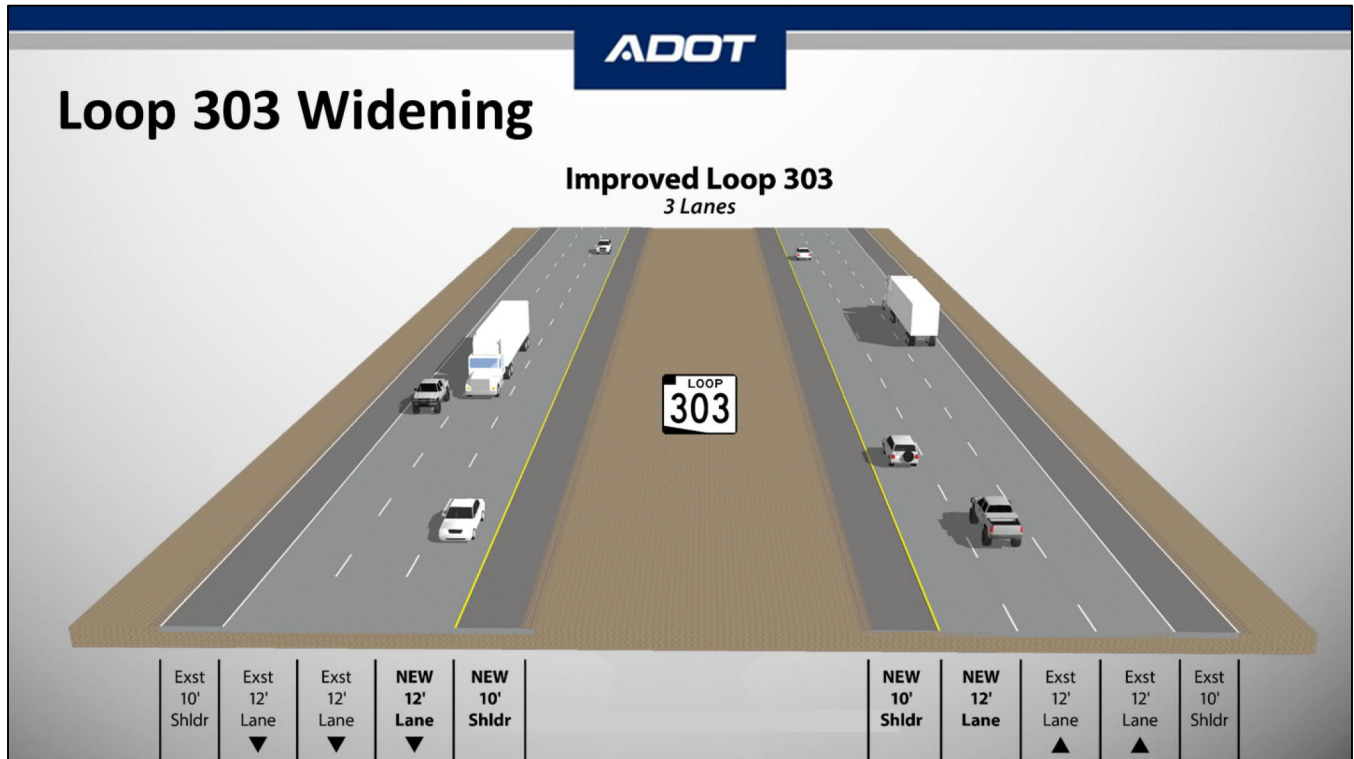 ADOT
Loop 303 Widening
Improved Loop 303
3 Lanes
LOOP
303
Exst
10'
Shldr
Exst
12'
Lane
Exst
12'
Lane
NEW
12'
Lane
NEW
10'
Shldr
NEW
10'
Shldr
NEW
12'
Lane
Exst
12'
Lane
Exst
12'
Lane
Exst
10'
Shldr